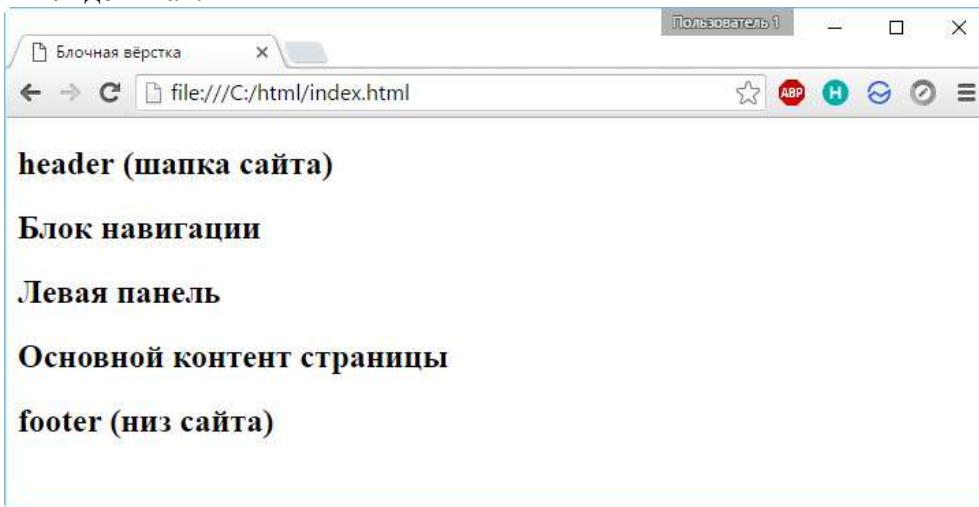 Пользователь 1
Блочная вёрстка
file:///C:/html/index.html
ABP
H
header (шапка сайта)
Блок навигации
Левая панель
Основной контент страницы
footer (низ сайта)